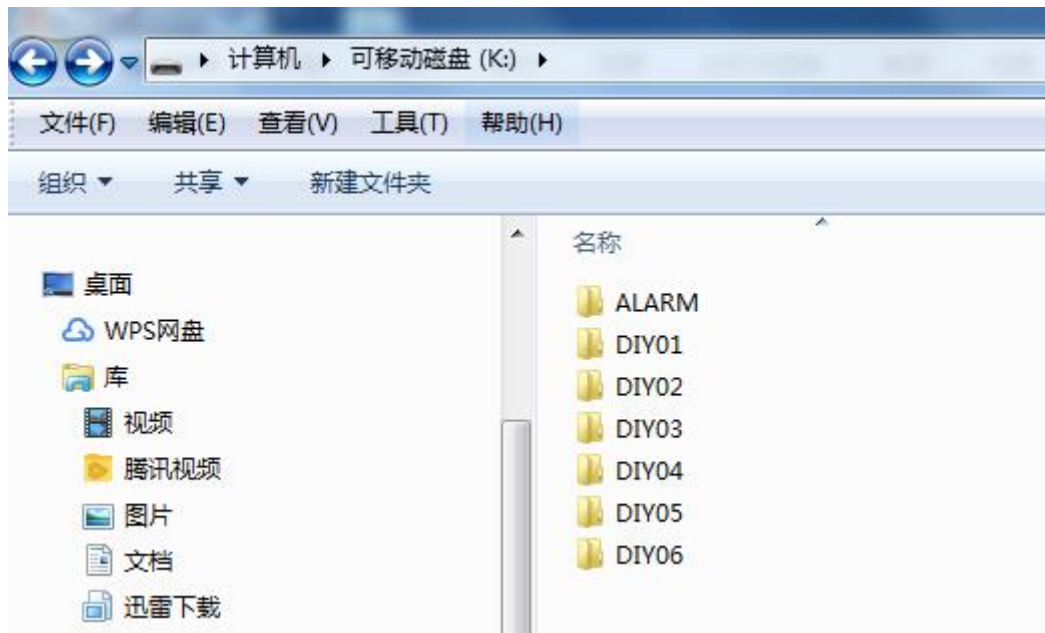 计算机 可移动磁盘 (K:)
文件(F) 编辑(E) 查看(V) 工具(T) 帮助(H)
组织 共享 新建文件夹
桌面
WPS网盘
库
视频
腾讯视频
图片
文档
迅雷下载
名称
ALARM
DIY01
DIY02
DIY03
DIY04
DIY05
DIY06